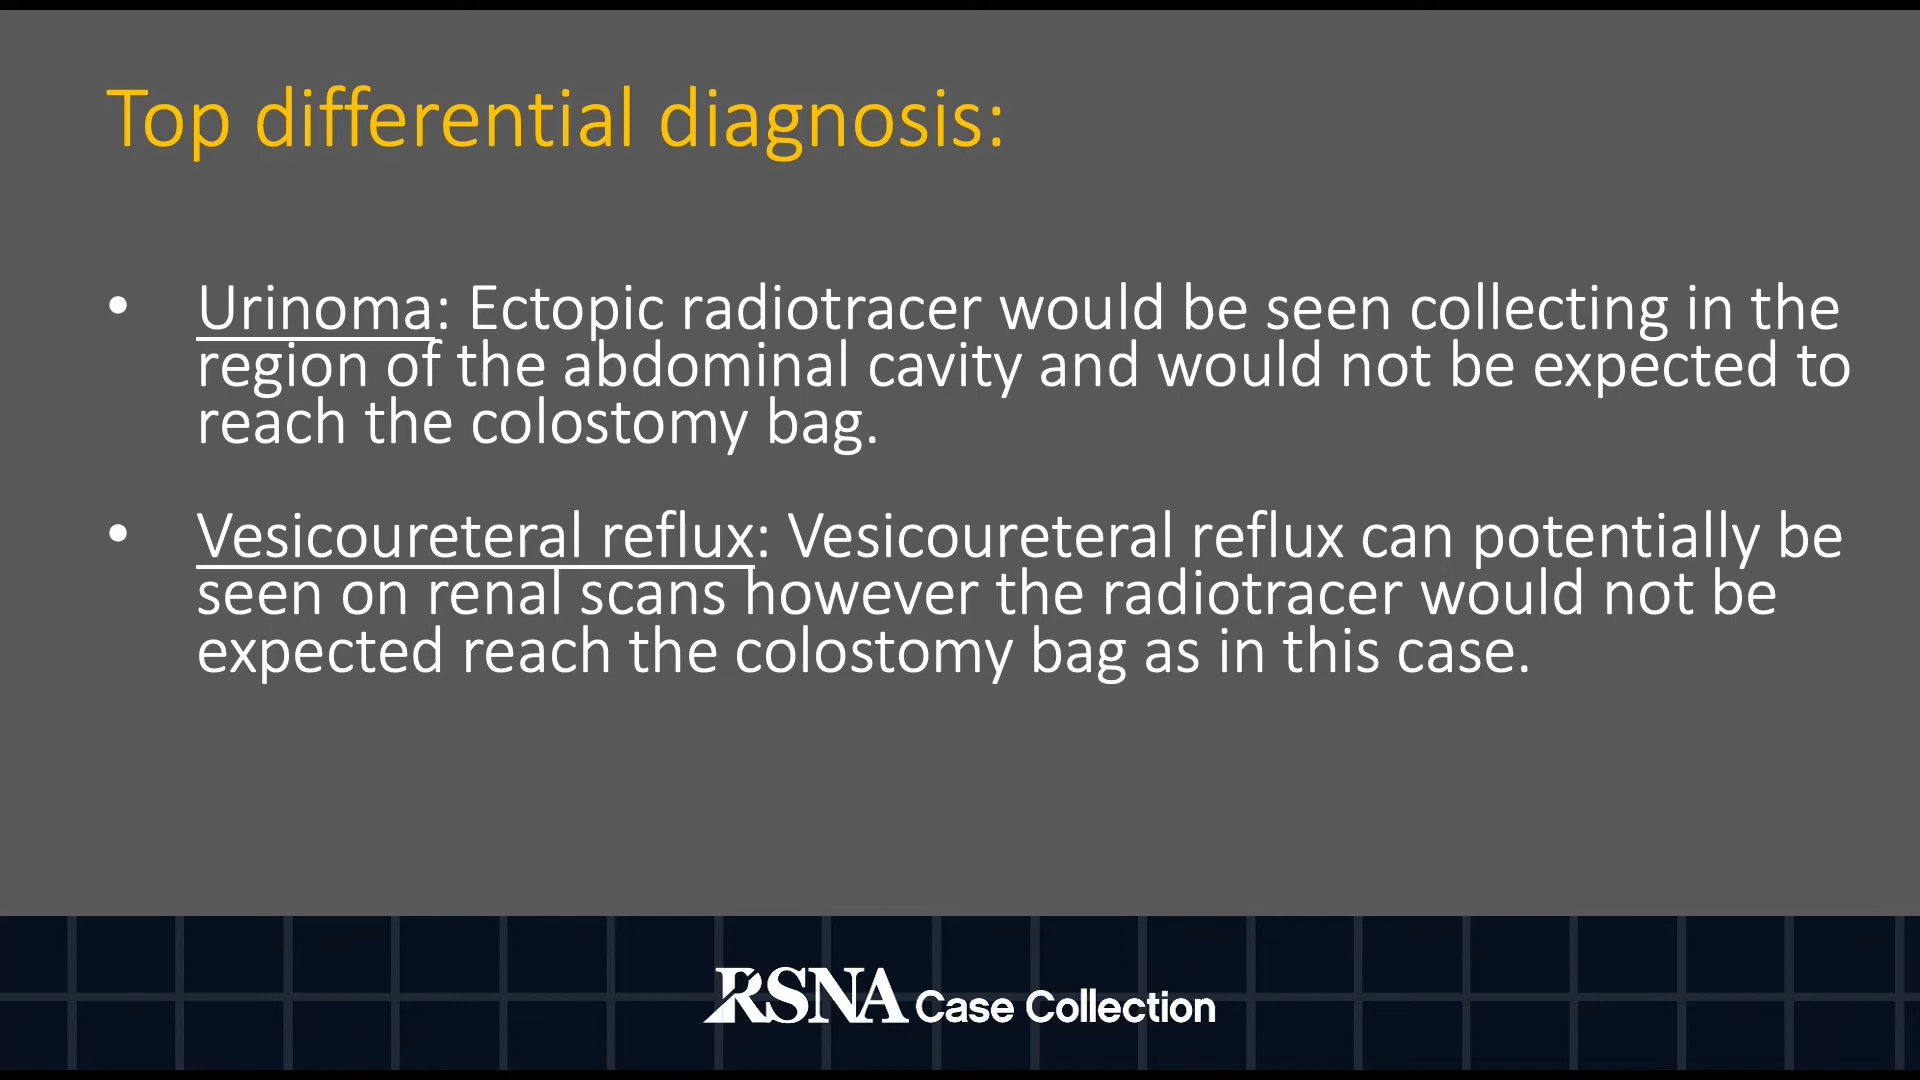 Top differential diagnosis:
• Urinoma: Ectopic radiotracer would be seen collecting in the
region of the abdominal cavity and would not be expected to
reach the colostomy bag.
• Vesicoureteral reflux: Vesicoureteral reflux can potentially be
seen on renal scans however the radiotracer would not be
expected reach the colostomy bag as in this case.
RSNA Case Collection